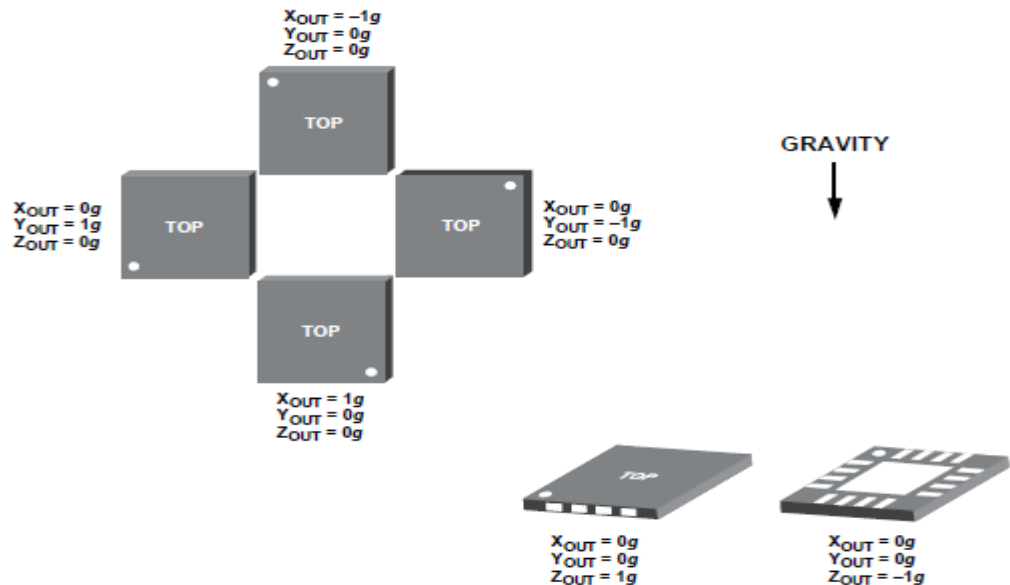 XOUT = –1g
YOUT = 0g
ZOUT = 0g
TOP
GRAVITY
XOUT = 0g
YOUT = 1g
ZOUT = 0g
TOP
TOP
XOUT = 0g
YOUT = –1g
ZOUT = 0g
TOP
XOUT = 1g
YOUT = 0g
ZOUT = 0g
TOP
XOUT = 0g
YOUT = 0g
ZOUT = 1g
XOUT = 0g
YOUT = 0g
ZOUT = –1g